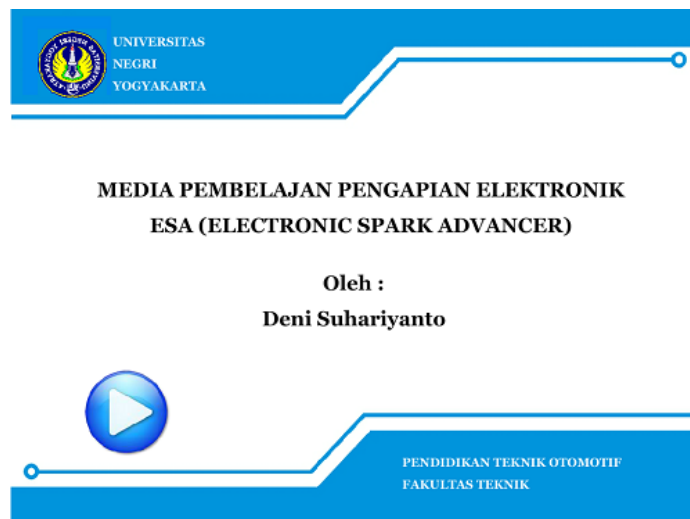 UNIVERSITAS
NEGRI
YOGYAKARTA
MEDIA PEMBELAJAN PENGAPIAN ELEKTRONIK
ESA (ELECTRONIC SPARK ADVANCER)
Oleh :
Deni Suhariyanto
PENDIDIKAN TEKNIK OTOMOTIF
FAKULTAS TEKNIK